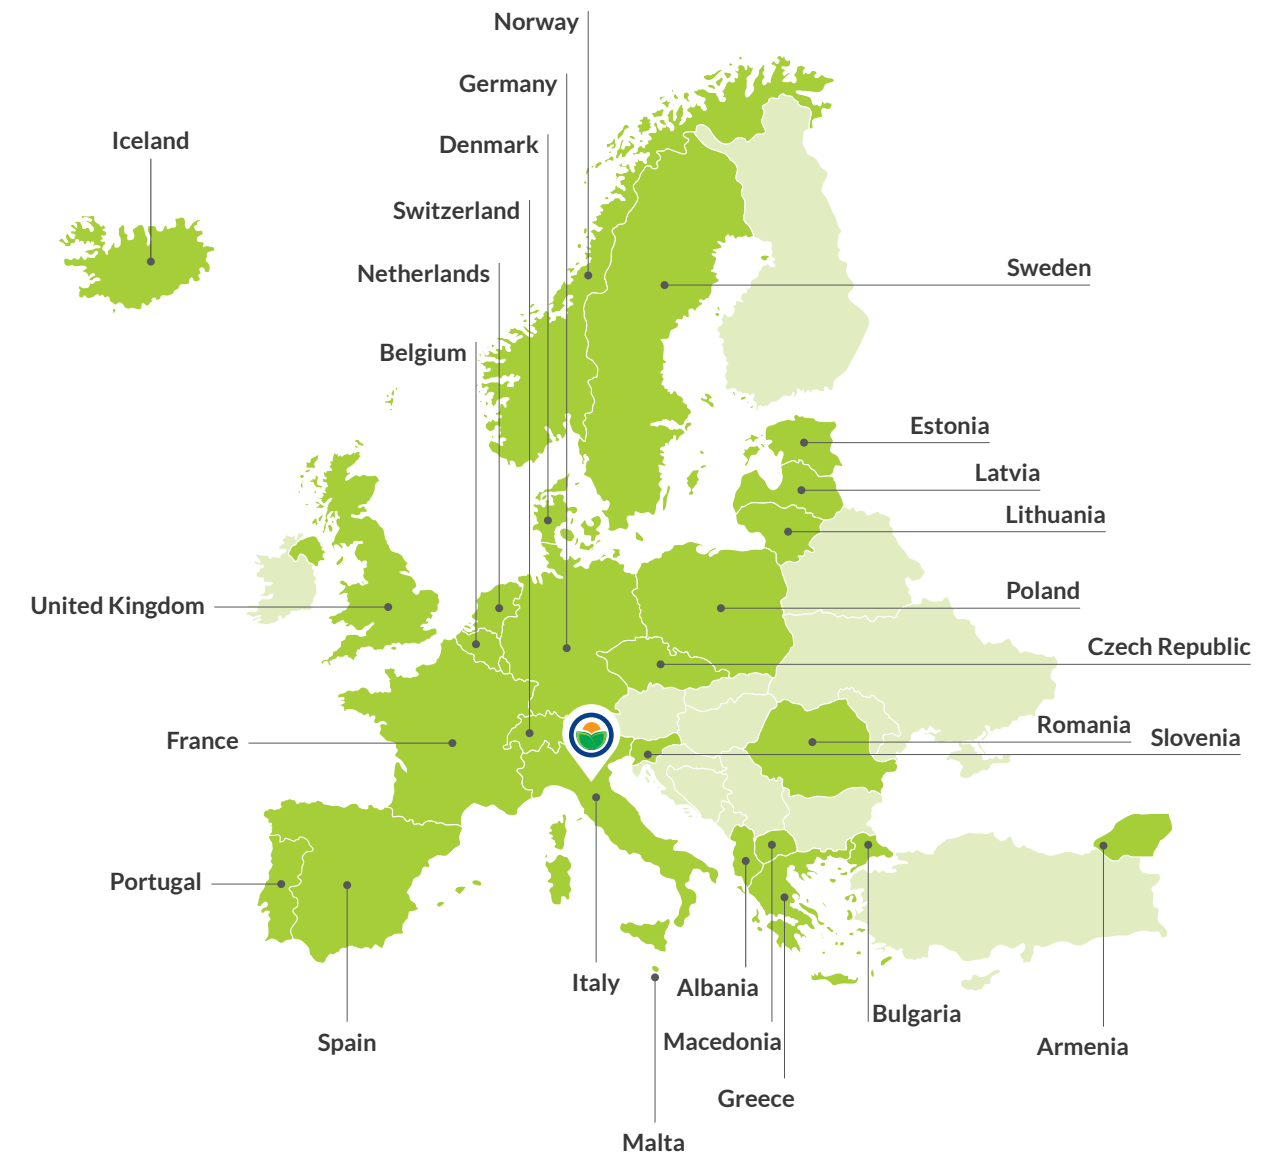 Norway
Germany
Iceland
Denmark
Switzerland
Sweden
Netherlands
Belgium
Estonia
Latvia
Lithuania
Poland
United Kingdom
Czech Republic
Romania
Slovenia
France
Portugal
Italy
Albania
Bulgaria
Spain
Macedonia
Armenia
Greece
Malta